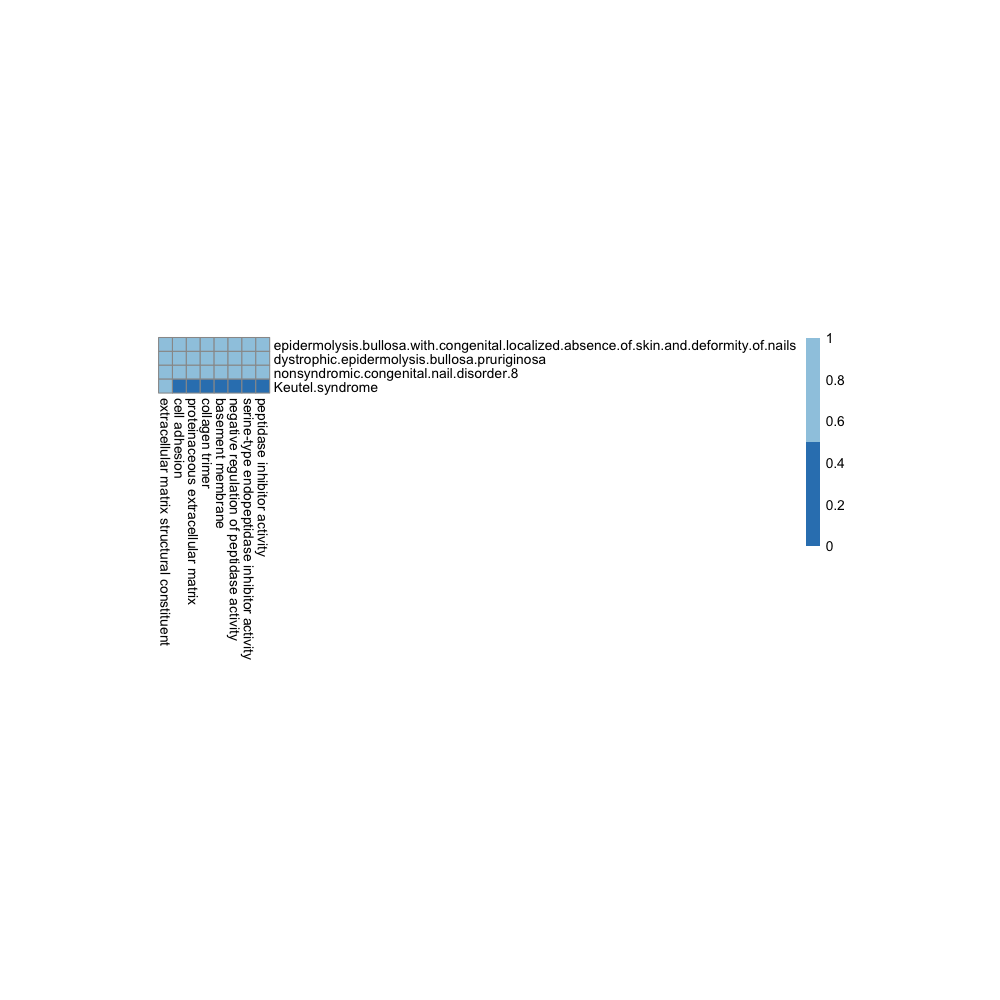 epidermolysis.bullosa.with.congenital.localized.absence.of.skin.and.deformity.of.nails
dystrophic.epidermolysis.bullosa.pruriginosa
nonsyndromic.congenital.nail.disorder.8
Keutel.syndrome
extracellular matrix structural constituent
cell adhesion
proteinaceous extracellular matrix
collagen trimer
basement membrane
negative regulation of peptidase activity
serine-type endopeptidase inhibitor activity
peptidase inhibitor activity
1
0.8
0.6
0.4
0.2
0